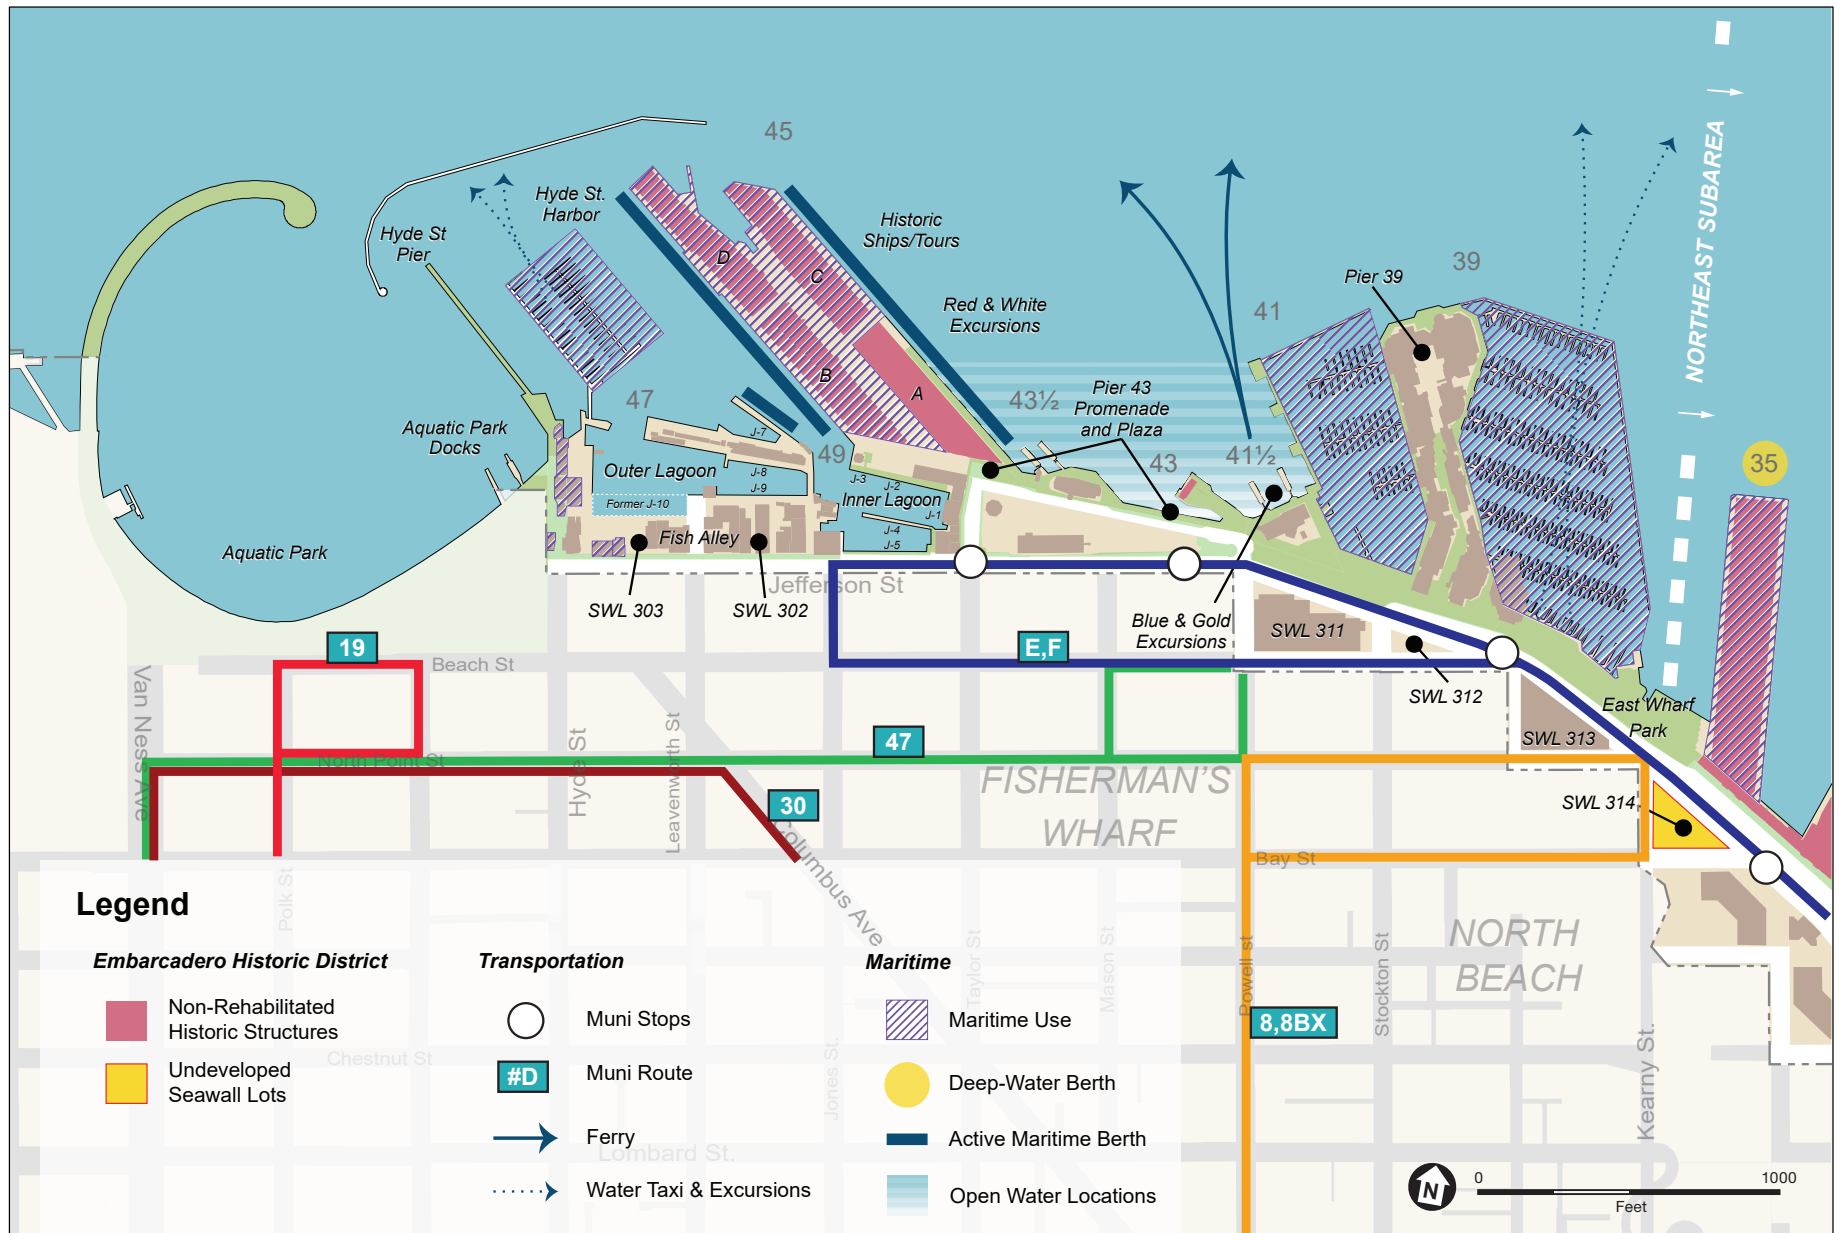 45
Hyde St.
Harbor
Hyde St
Pier
Historic
Ships/Tours
D
C
Red & White
Excursions
39
Pier 39
41
NORTHEAST SUBAREA
B
A
47
43½
Pier 43
Promenade
and Plaza
Aquatic Park
Docks
J-7
49
43
41½
35
Outer Lagoon
J-8
J-9
J-3
J-2
Inner Lagoon
J-1
Former J-10
J-4
J-5
Fish Alley
Aquatic Park
Jefferson St
SWL 303
SWL 302
Blue & Gold
Excursions
SWL 311
19
E,F
Beach St
SWL 312
East Wharf
Park
Van Ness Ave
Hyde St
Leavenworth St
North Point St
47
SWL 313
FISHERMAN'S
WHARF
30
SWL 314
Columbus Ave
Bay St
Polk St
Taylor St
Mason St
Powell st
Stockton St
NORTH
BEACH
8,8BX
Kearny St.
Chestnut St
Jones St.
Lombard St.
Legend
Embarcadero Historic District
Non-Rehabilitated
Historic Structures
Undeveloped
Seawall Lots
Transportation
Muni Stops
#D
Muni Route
Ferry
Water Taxi & Excursions
Maritime
Maritime Use
Deep-Water Berth
Active Maritime Berth
Open Water Locations
N
0
1000
Feet